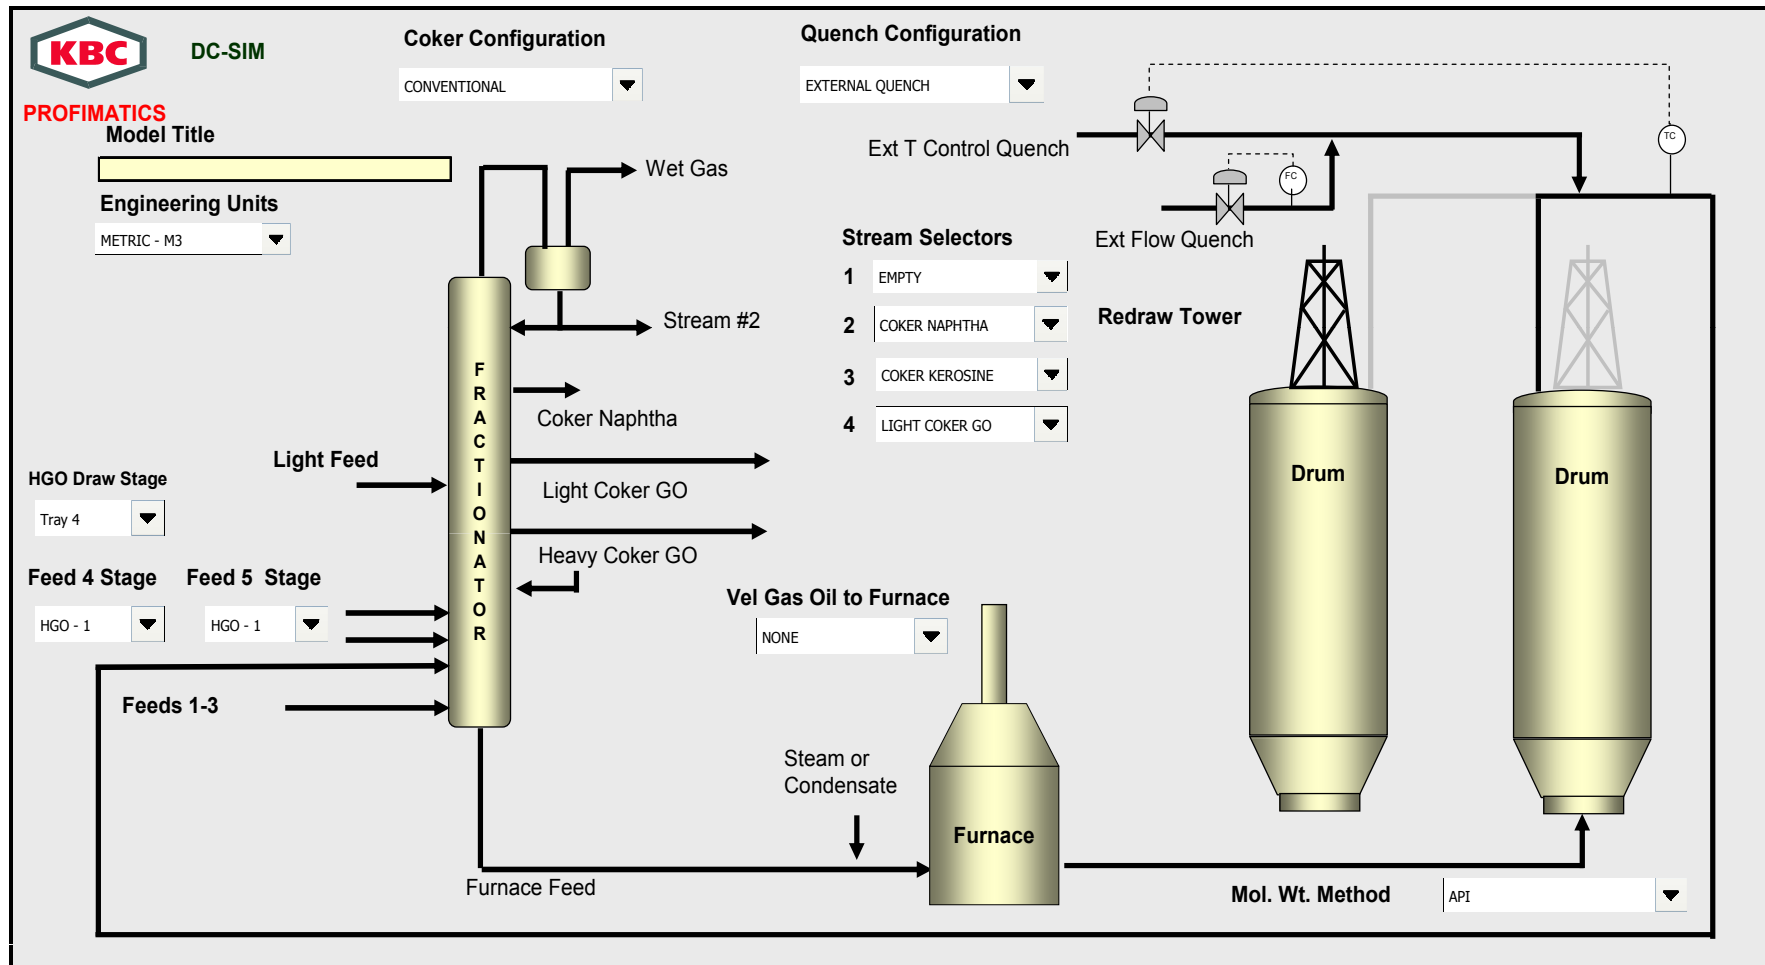 KBC
DC-SIM
PROFIMATICS
Coker Configuration
CONVENTIONAL
Quench Configuration
EXTERNAL QUENCH
Model Title
Engineering Units
METRIC - M3
Wet Gas
Ext T Control Quench
TC
FC
Ext Flow Quench
Stream Selectors
1 EMPTY
2 COKER NAPHTHA
3 COKER KEROSINE
4 LIGHT COKER GO
Redraw Tower
Stream #2
FRACTIONATOR
Coker Naphtha
Light Feed
Light Coker GO
Heavy Coker GO
HGO Draw Stage
Tray 4
Feed 4 Stage
HGO - 1
Feed 5 Stage
HGO - 1
Feeds 1-3
Vel Gas Oil to Furnace
NONE
Drum
Drum
Steam or
Condensate
Furnace
Furnace Feed
Mol. Wt. Method
API